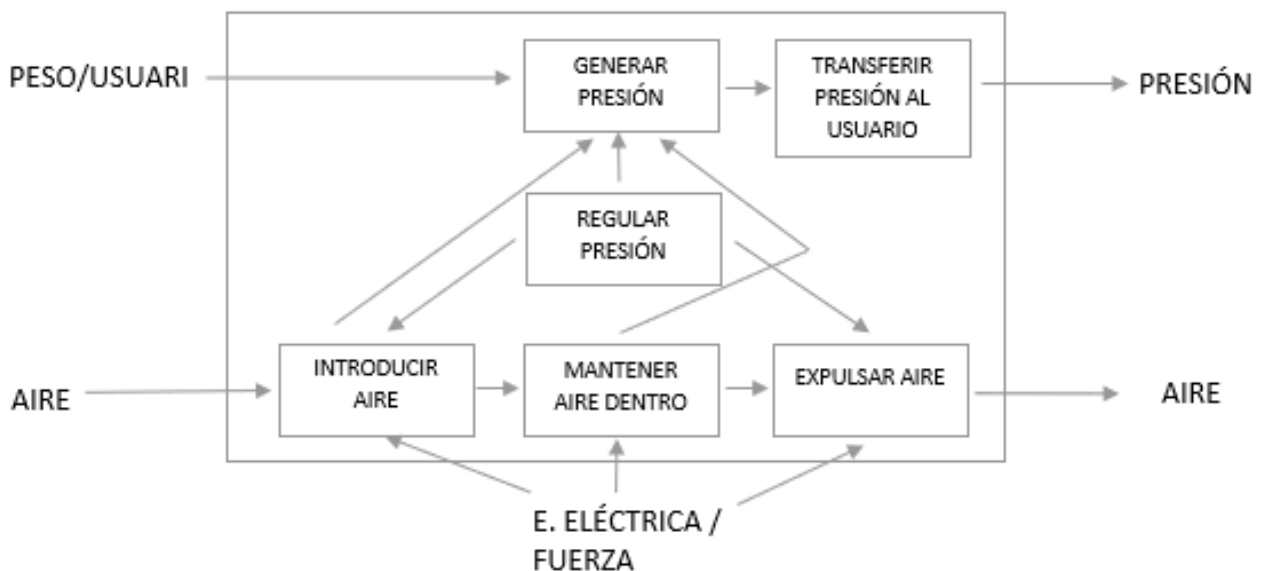 GENERAR
PRESIÓN
TRANSFERIR
PRESIÓN AL
USUARIO
PESO/USUARI
PRESIÓN
REGULAR
PRESIÓN
INTRODUCIR
AIRE
MANTENER
AIRE DENTRO
EXPULSAR AIRE
AIRE
AIRE
E. ELÉCTRICA /
FUERZA